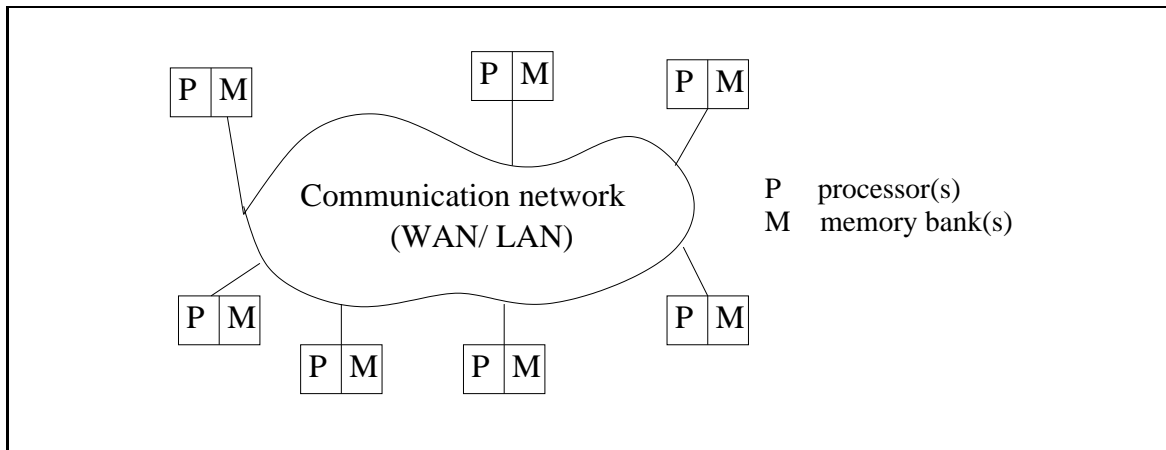 P M
P M
P M
Communication network
(WAN/ LAN)
P processor(s)
M memory bank(s)
P M
P M
P M
P M